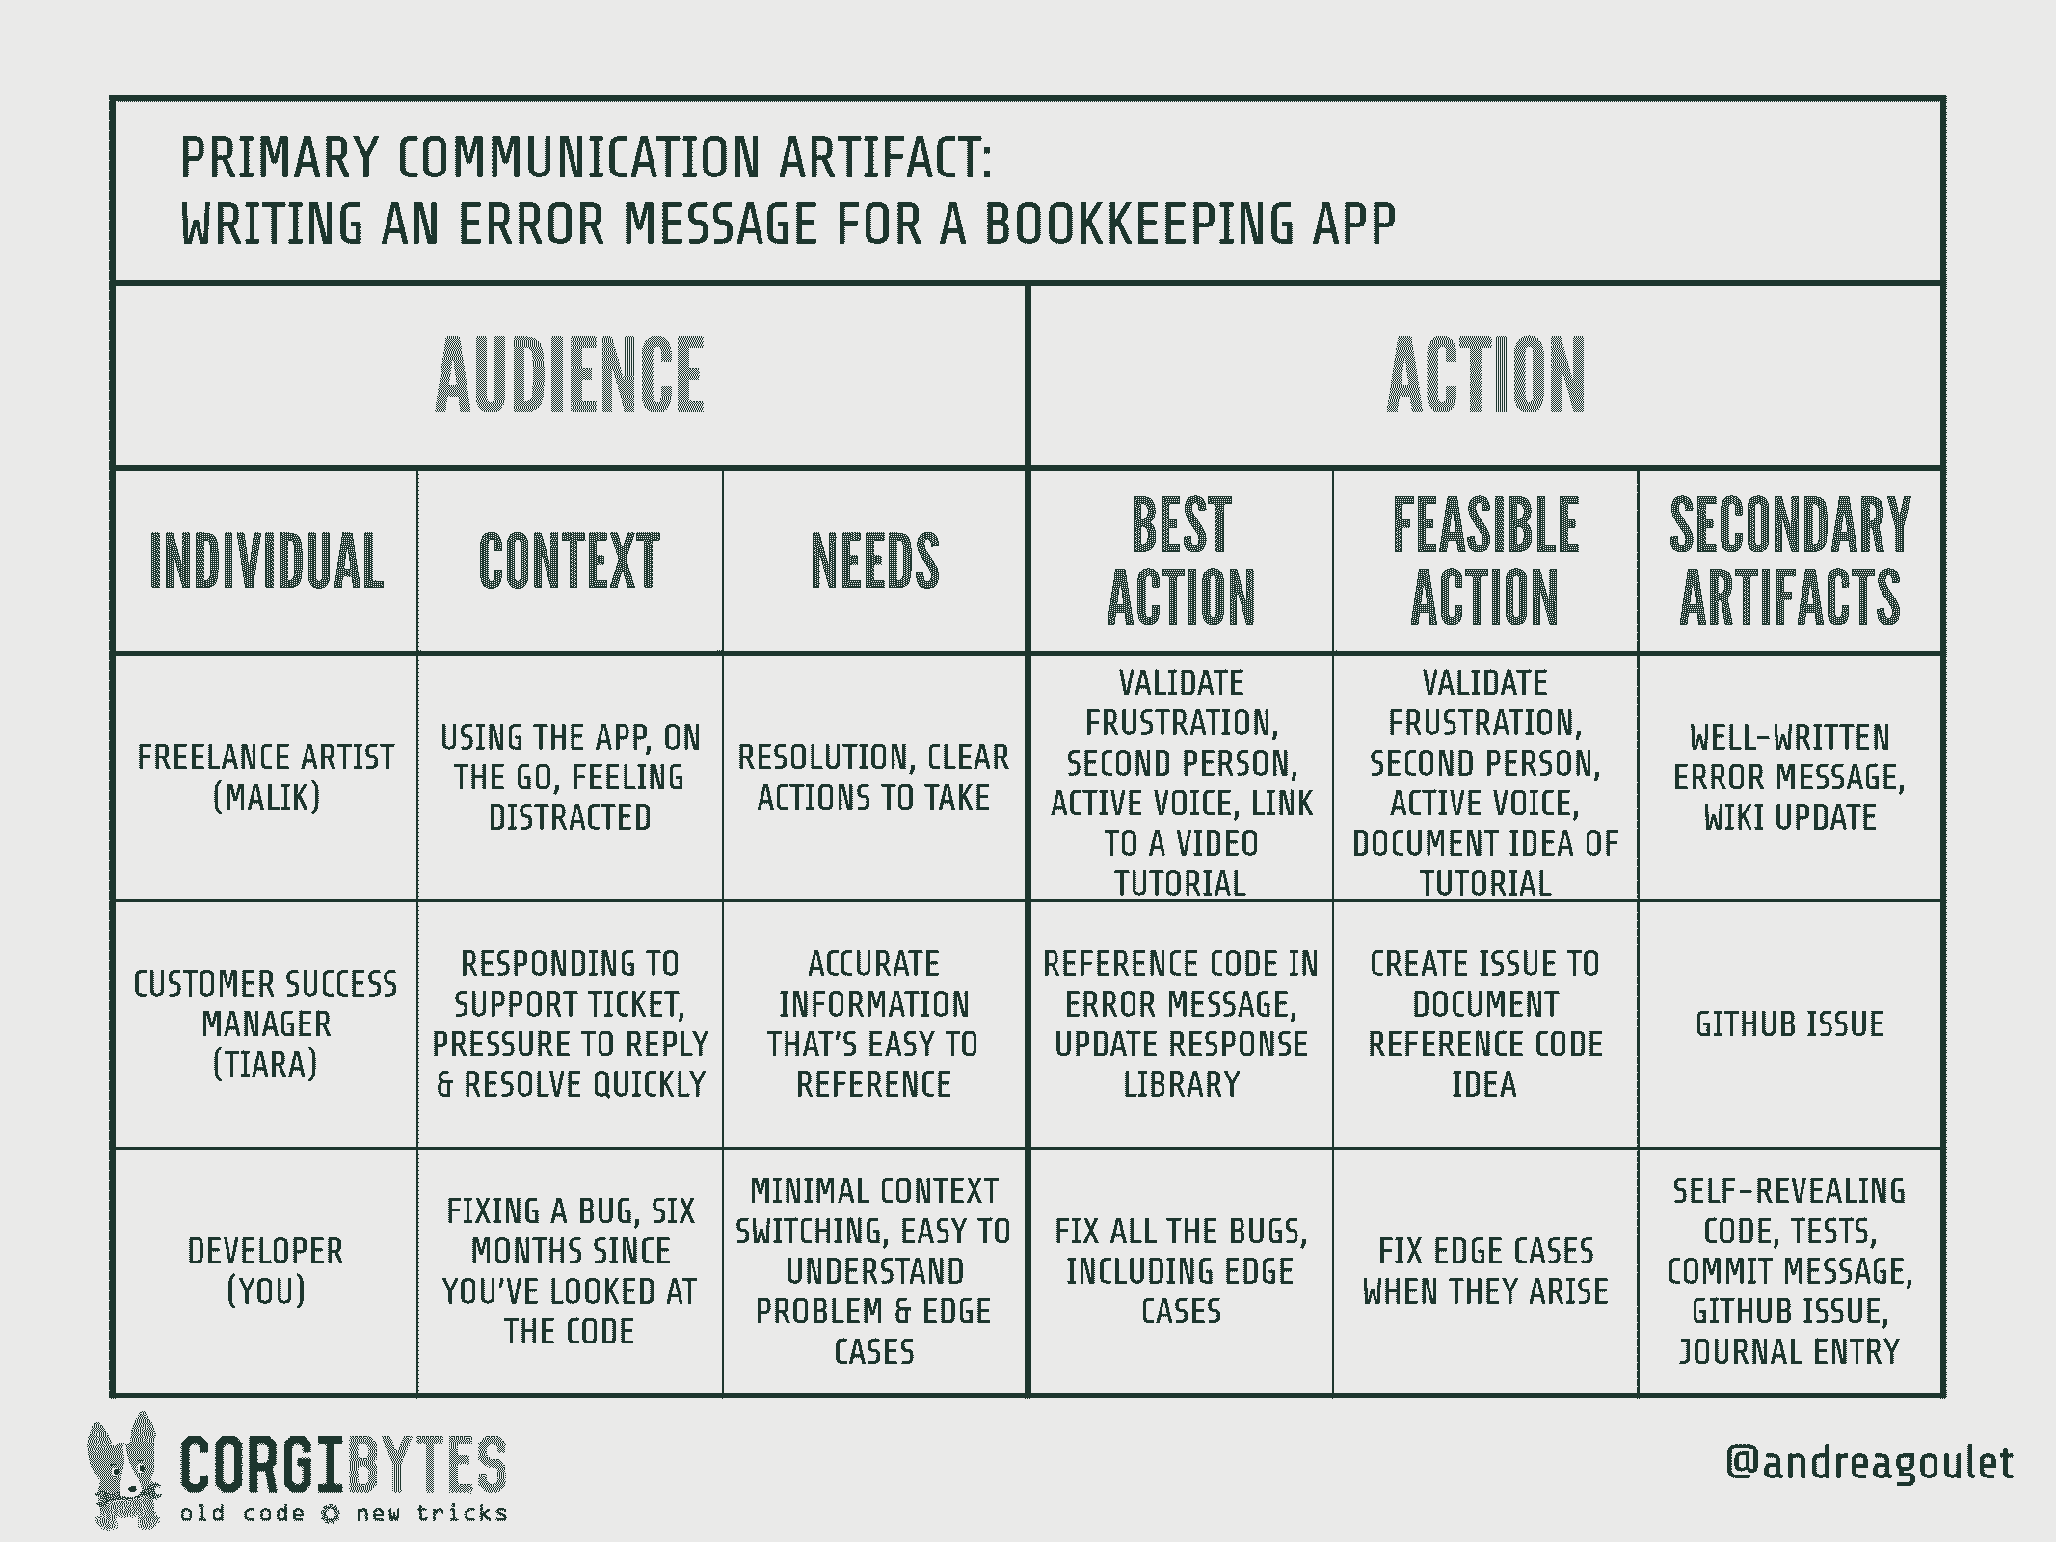 PRIMARY COMMUNICATION ARTIFACT:
WRITING AN ERROR MESSAGE FOR A BOOKKEEPING APP
AUDIENCE
ACTION
INDIVIDUAL
CONTEXT
NEEDS
BEST
ACTION
FEASIBLE
ACTION
SECONDARY
ARTIFACTS
FREELANCE ARTIST
(MALIK)
USING THE APP, ON
THE GO, FEELING
DISTRACTED
RESOLUTION, CLEAR
ACTIONS TO TAKE
VALIDATE
FRUSTRATION,
SECOND PERSON,
ACTIVE VOICE, LINK
TO A VIDEO
TUTORIAL
VALIDATE
FRUSTRATION,
SECOND PERSON,
ACTIVE VOICE,
DOCUMENT IDEA OF
TUTORIAL
WELL-WRITTEN
ERROR MESSAGE,
WIKI UPDATE
CUSTOMER SUCCESS
MANAGER
(TIARA)
RESPONDING TO
SUPPORT TICKET,
PRESSURE TO REPLY
& RESOLVE QUICKLY
ACCURATE
INFORMATION
THAT'S EASY TO
REFERENCE
REFERENCE CODE IN
ERROR MESSAGE,
UPDATE RESPONSE
LIBRARY
CREATE ISSUE TO
DOCUMENT
REFERENCE CODE
IDEA
GITHUB ISSUE
DEVELOPER
(YOU)
FIXING A BUG, SIX
MONTHS SINCE
YOU'VE LOOKED AT
THE CODE
MINIMAL CONTEXT
SWITCHING, EASY TO
UNDERSTAND
PROBLEM & EDGE
CASES
FIX ALL THE BUGS,
INCLUDING EDGE
CASES
FIX EDGE CASES
WHEN THEY ARISE
SELF-REVEALING
CODE, TESTS,
COMMIT MESSAGE,
GITHUB ISSUE,
JOURNAL ENTRY
CORGIBYTES
old code new tricks
@andreagoulet